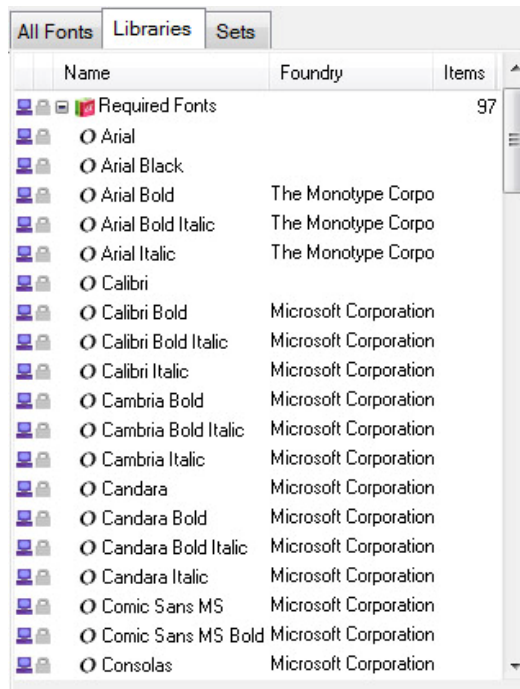 All Fonts Libraries Sets
Name Foundry Items
Required Fonts 97
Arial
Arial Black
Arial Bold The Monotype Corpo
Arial Bold Italic The Monotype Corpo
Arial Italic The Monotype Corpo
Calibri
Calibri Bold Microsoft Corporation
Calibri Bold Italic Microsoft Corporation
Calibri Italic Microsoft Corporation
Cambria Bold Microsoft Corporation
Cambria Bold Italic Microsoft Corporation
Cambria Italic Microsoft Corporation
Candara Microsoft Corporation
Candara Bold Microsoft Corporation
Candara Bold Italic Microsoft Corporation
Candara Italic Microsoft Corporation
Comic Sans MS Microsoft Corporation
Comic Sans MS Bold Microsoft Corporation
Consolas Microsoft Corporation